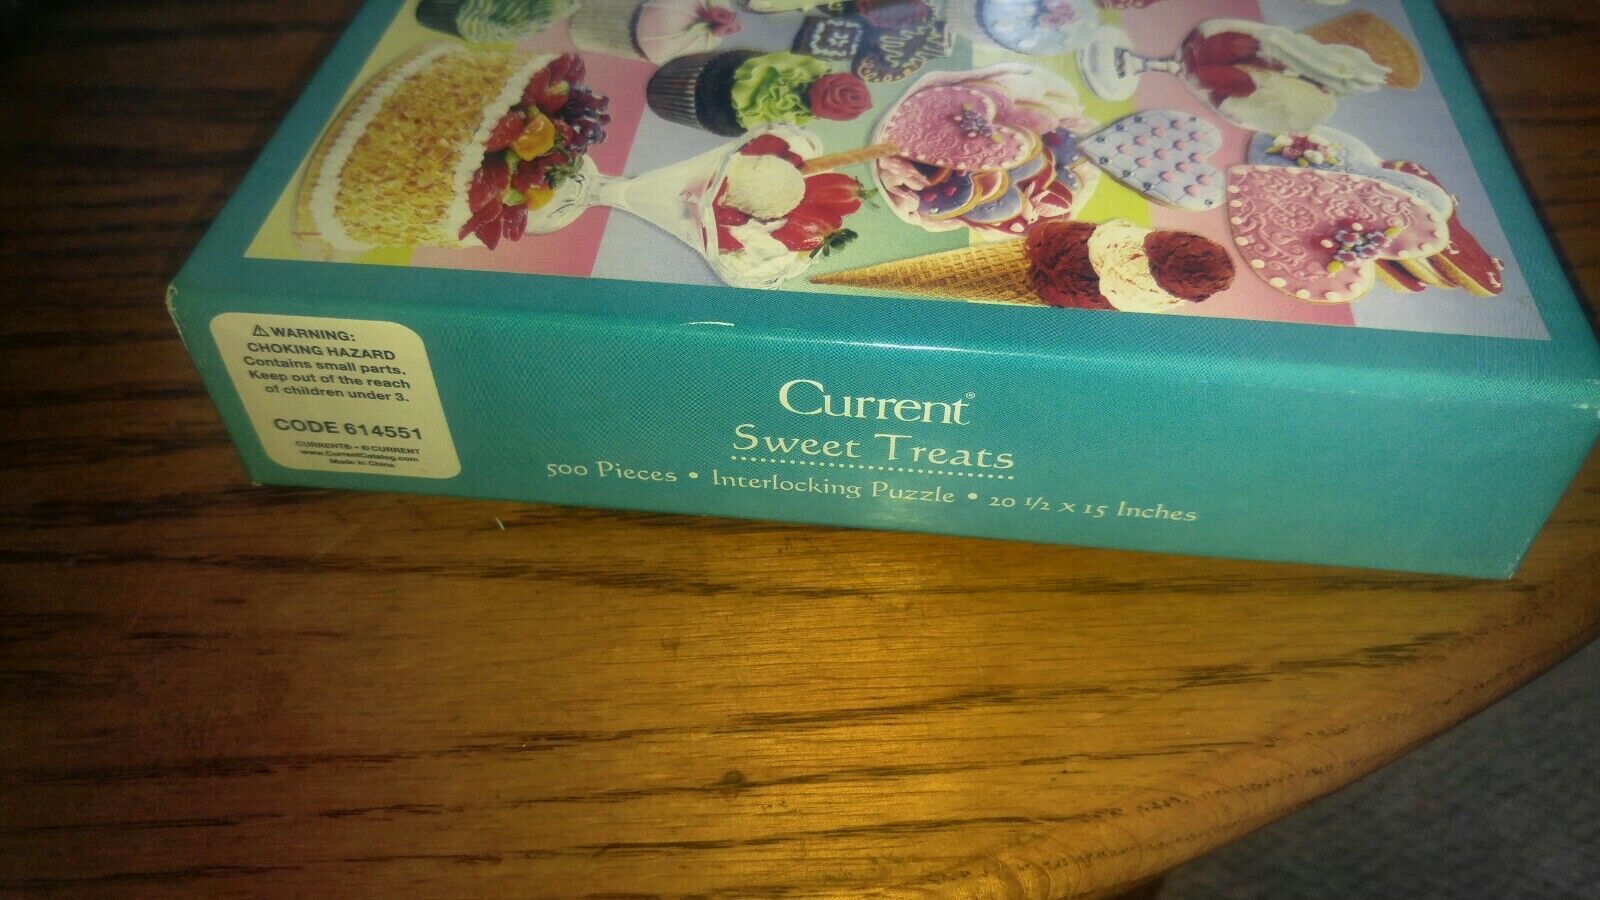 ⚠ WARNING:
CHOKING HAZARD
Contains small parts.
Keep out of the reach
of children under 3.
CODE 614551
CURRENT® • © CURRENT
www.CurrentCatalog.com
Made in China
Current®
Sweet Treats
500 Pieces • Interlocking Puzzle • 20 1/2 x 15 Inches